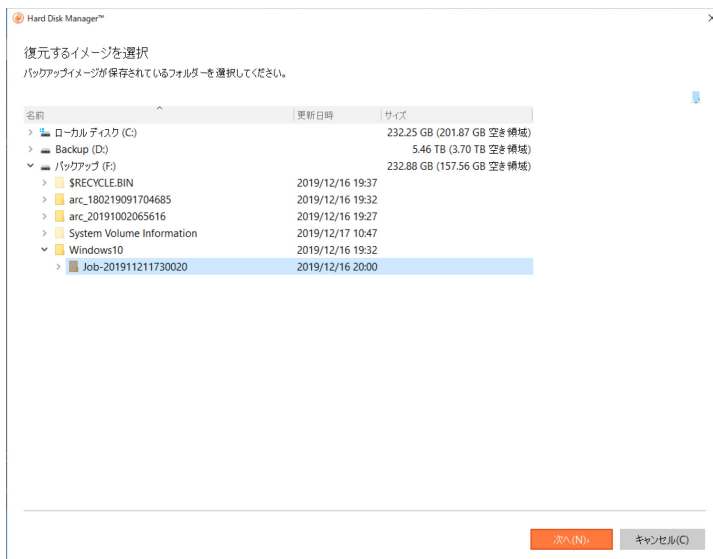 Hard Disk Manager™
復元するイメージを選択
バックアップイメージが保存されているフォルダーを選択してください。
名前 更新日時 サイズ
ローカル ディスク (C:) 232.25 GB (201.87 GB 空き領域)
Backup (D:) 5.46 TB (3.70 TB 空き領域)
バックアップ (F:) 232.88 GB (157.56 GB 空き領域)
$RECYCLE.BIN 2019/12/16 19:37
arc_180219091704685 2019/12/16 19:32
arc_20191002065616 2019/12/16 19:27
System Volume Information 2019/12/17 10:47
Windows10 2019/12/16 19:32
Job-201911211730020 2019/12/16 20:00
次へ(N)› キャンセル(C)